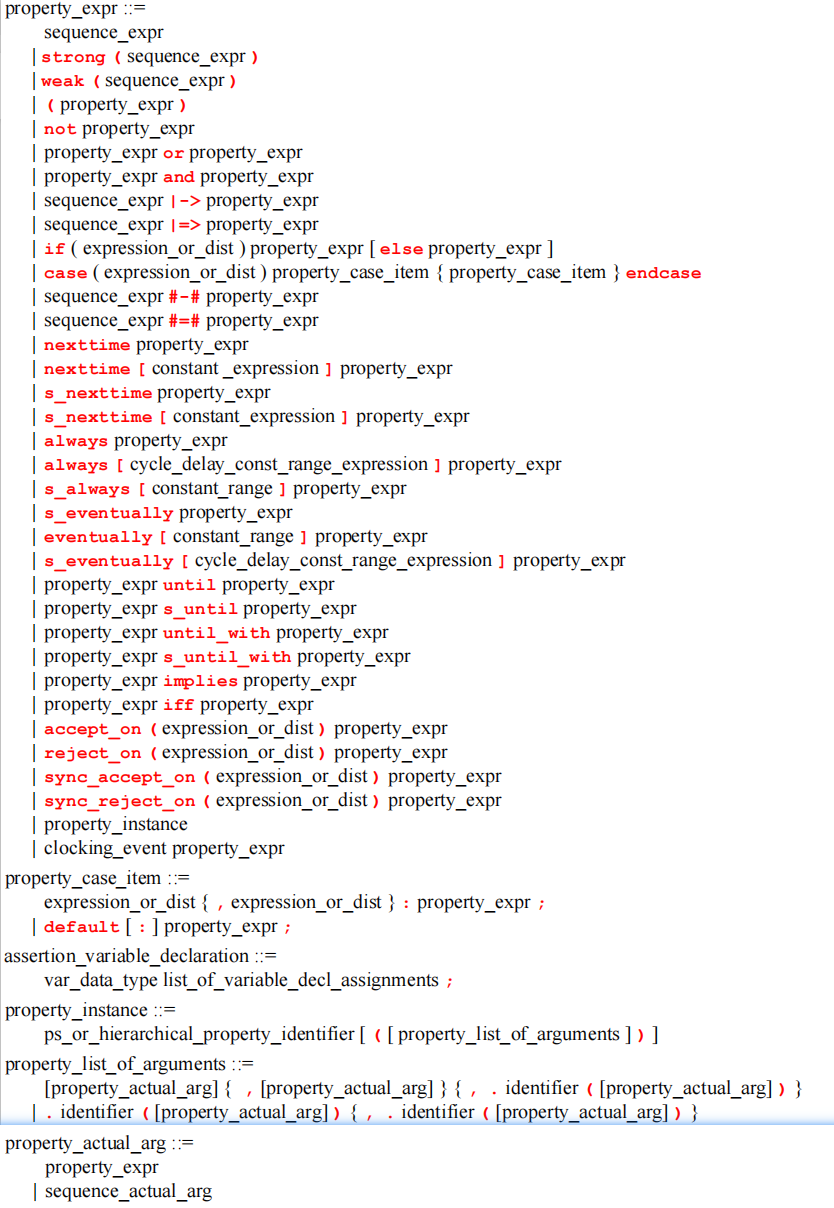 property_expr ::=
sequence_expr
| strong ( sequence_expr )
| weak ( sequence_expr )
| ( property_expr )
| not property_expr
| property_expr or property_expr
| property_expr and property_expr
| sequence_expr |-> property_expr
| sequence_expr |=> property_expr
| if ( expression_or_dist ) property_expr [ else property_expr ]
| case ( expression_or_dist ) property_case_item { property_case_item } endcase
| sequence_expr #-# property_expr
| sequence_expr #=# property_expr
| nexttime property_expr
| nexttime [ constant _expression ] property_expr
| s_nexttime property_expr
| s_nexttime [ constant_expression ] property_expr
| always property_expr
| always [ cycle_delay_const_range_expression ] property_expr
| s_always [ constant_range ] property_expr
| s_eventually property_expr
| eventually [ constant_range ] property_expr
| s_eventually [ cycle_delay_const_range_expression ] property_expr
| property_expr until property_expr
| property_expr s_until property_expr
| property_expr until_with property_expr
| property_expr s_until_with property_expr
| property_expr implies property_expr
| property_expr iff property_expr
| accept_on ( expression_or_dist ) property_expr
| reject_on ( expression_or_dist ) property_expr
| sync_accept_on ( expression_or_dist ) property_expr
| sync_reject_on ( expression_or_dist ) property_expr
| property_instance
| clocking_event property_expr
property_case_item ::=
expression_or_dist { , expression_or_dist } : property_expr ;
| default [ : ] property_expr ;
assertion_variable_declaration ::=
var_data_type list_of_variable_decl_assignments ;
property_instance ::=
ps_or_hierarchical_property_identifier [ ( [ property_list_of_arguments ] ) ]
property_list_of_arguments ::=
[property_actual_arg] { , [property_actual_arg] } { , . identifier ( [property_actual_arg] ) }
| . identifier ( [property_actual_arg] ) { , . identifier ( [property_actual_arg] ) }
property_actual_arg ::=
property_expr
| sequence_actual_arg